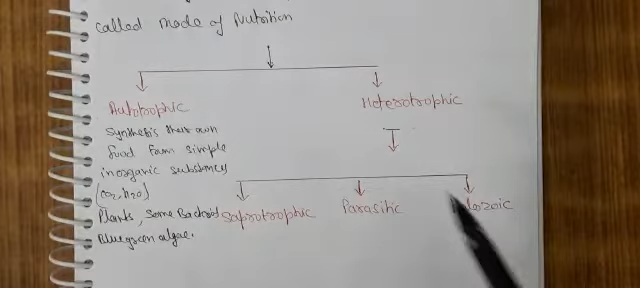 called mode of Nutrition
Autotrophic
Heterotrophic
Synthesis their own
food from simple
inorganic substances
(CO2, H2O)
Plants, Some Bacteria
Bluegreen algae.
Saprotrophic
Parasitic